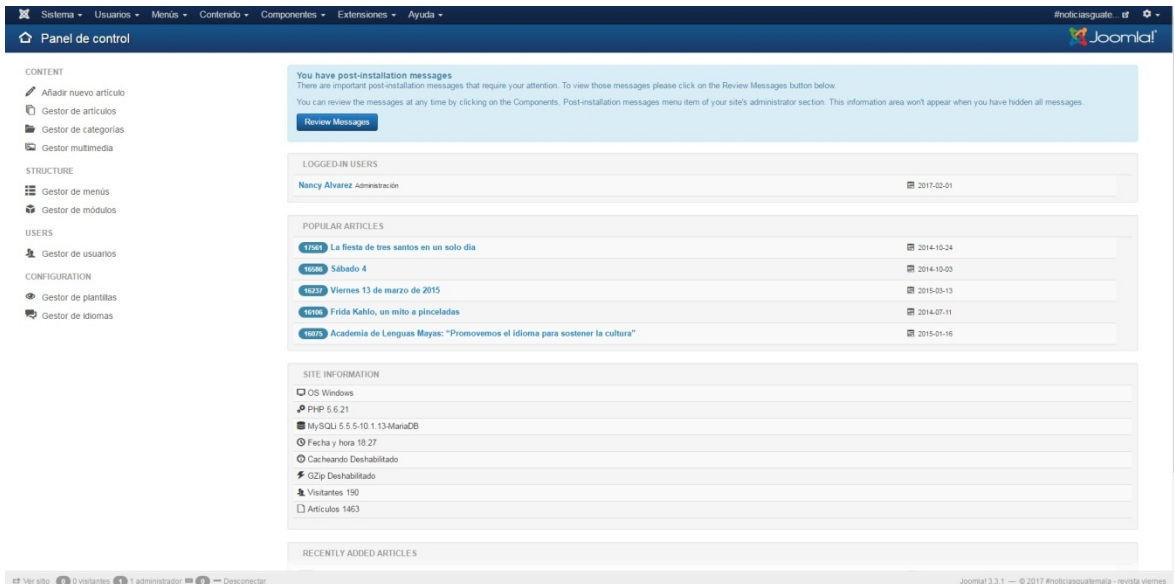 Sistema Usuarios Menús Contenido Componentes Extensiones Ayuda #noticiasguate...
Panel de control Joomla!
CONTENT
Añadir nuevo artículo
Gestor de artículos
Gestor de categorías
Gestor multimedia
STRUCTURE
Gestor de menús
Gestor de módulos
USERS
Gestor de usuarios
CONFIGURATION
Gestor de plantillas
Gestor de idiomas
You have post-installation messages
There are important post-installation messages that require your attention. To view those messages please click on the Review Messages button below.
You can review the messages at any time by clicking on the Components, Post-installation messages menu item of your site's administrator section. This information area won't appear when you have hidden all messages.
Review Messages
LOGGED-IN USERS
Nancy Alvarez Administración 2017-02-01
POPULAR ARTICLES
17561 La fiesta de tres santos en un solo día 2014-10-24
16586 Sábado 4 2014-10-03
16237 Viernes 13 de marzo de 2015 2015-03-13
16106 Frida Kahlo, un mito a pinceladas 2014-07-11
16075 Academia de Lenguas Mayas: “Promovemos el idioma para sostener la cultura” 2015-01-16
SITE INFORMATION
OS Windows
PHP 5.6.21
MySQLi 5.5.5-10.1.13-MariaDB
Fecha y hora 18:27
Cacheando Deshabilitado
GZip Deshabilitado
Visitantes 190
Artículos 1463
RECENTLY ADDED ARTICLES
Ver sitio 0 0 visitantes 1 1 administrador 0 Desconectar Joomla! 3.3.1 — © 2017 #noticiasguatemala - revista viernes